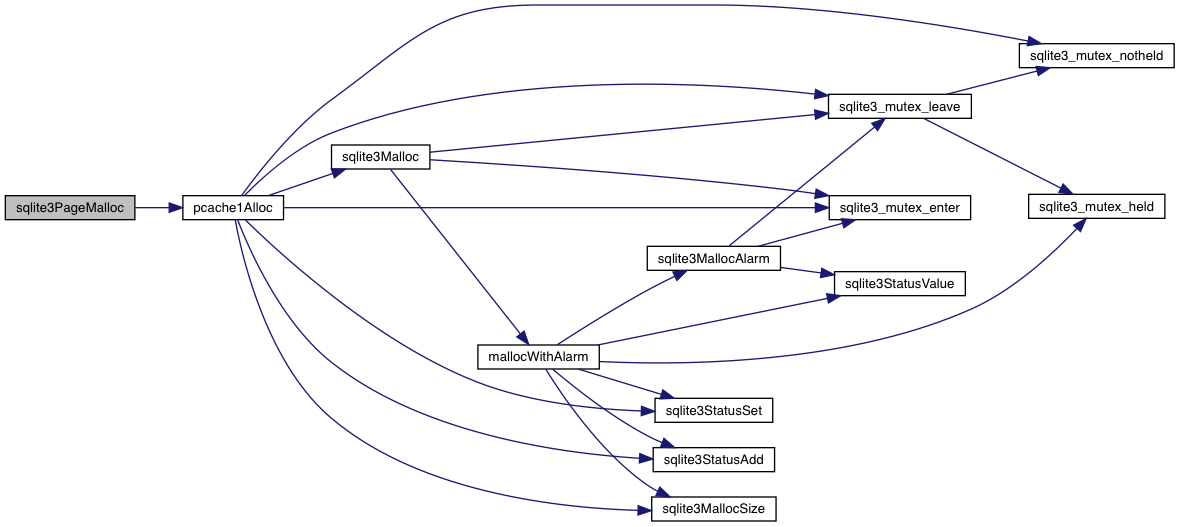 sqlite3_mutex_notheld
sqlite3_mutex_leave
sqlite3Malloc
sqlite3PageMalloc
pcache1Alloc
sqlite3_mutex_enter
sqlite3_mutex_held
sqlite3MallocAlarm
sqlite3StatusValue
mallocWithAlarm
sqlite3StatusSet
sqlite3StatusAdd
sqlite3MallocSize